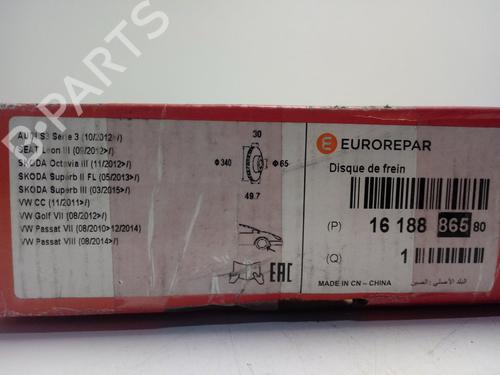 AUDI S3 Serie 3 (10/2012>/)
SEAT Leon III (09/2012>/)
SKODA Octavia III (11/2012>/)
SKODA Superb II FL (05/2013>/)
SKODA Superb III (03/2015>/)
VW CC (11/2011>/)
VW Golf VII (08/2012>/)
VW Passat VII (08/2010>12/2014)
VW Passat VIII (08/2014>/)
30
Φ 340
Φ 65
49.7
EAC
EUROREPAR
Disque de frein
(P) 16 188 865 80
(Q) 1
MADE IN CN – CHINA
البلد الأصلي : الصين
B-PARTS